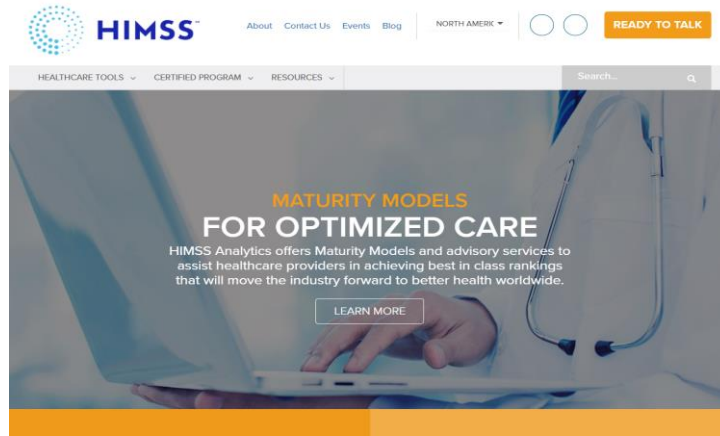 HIMSS™
About Contact Us Events Blog
NORTH AMERK
READY TO TALK
HEALTHCARE TOOLS CERTIFIED PROGRAM RESOURCES
Search...
MATURITY MODELS
FOR OPTIMIZED CARE
HIMSS Analytics offers Maturity Models and advisory services to
assist healthcare providers in achieving best in class rankings
that will move the industry forward to better health worldwide.
LEARN MORE